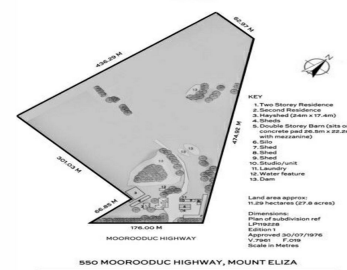 62.97 M
436.29 M
N
474.92 M
301.03 M
66.85 M
176.00 M
MOOROODUC HIGHWAY
KEY
1. Two Storey Residence
2. Second Residence
3. Hayshed (24m x 17.4m)
4. Sheds
5. Double Storey Barn (sits on
concrete pad 26.5m x 22.2
with mezzanine)
6. Silo
7. Shed
8. Shed
9. Shed
10. Studio/unit
11. Laundry
12. Water feature
13. Dam
Land area approx:
11.29 hectares (27.8 acres)
Dimensions:
Plan of subdivision ref
LP119228
Edition 1
Approved 30/07/1976
V.7961 F.019
Scale in Metres
550 MOOROODUC HIGHWAY, MOUNT ELIZA